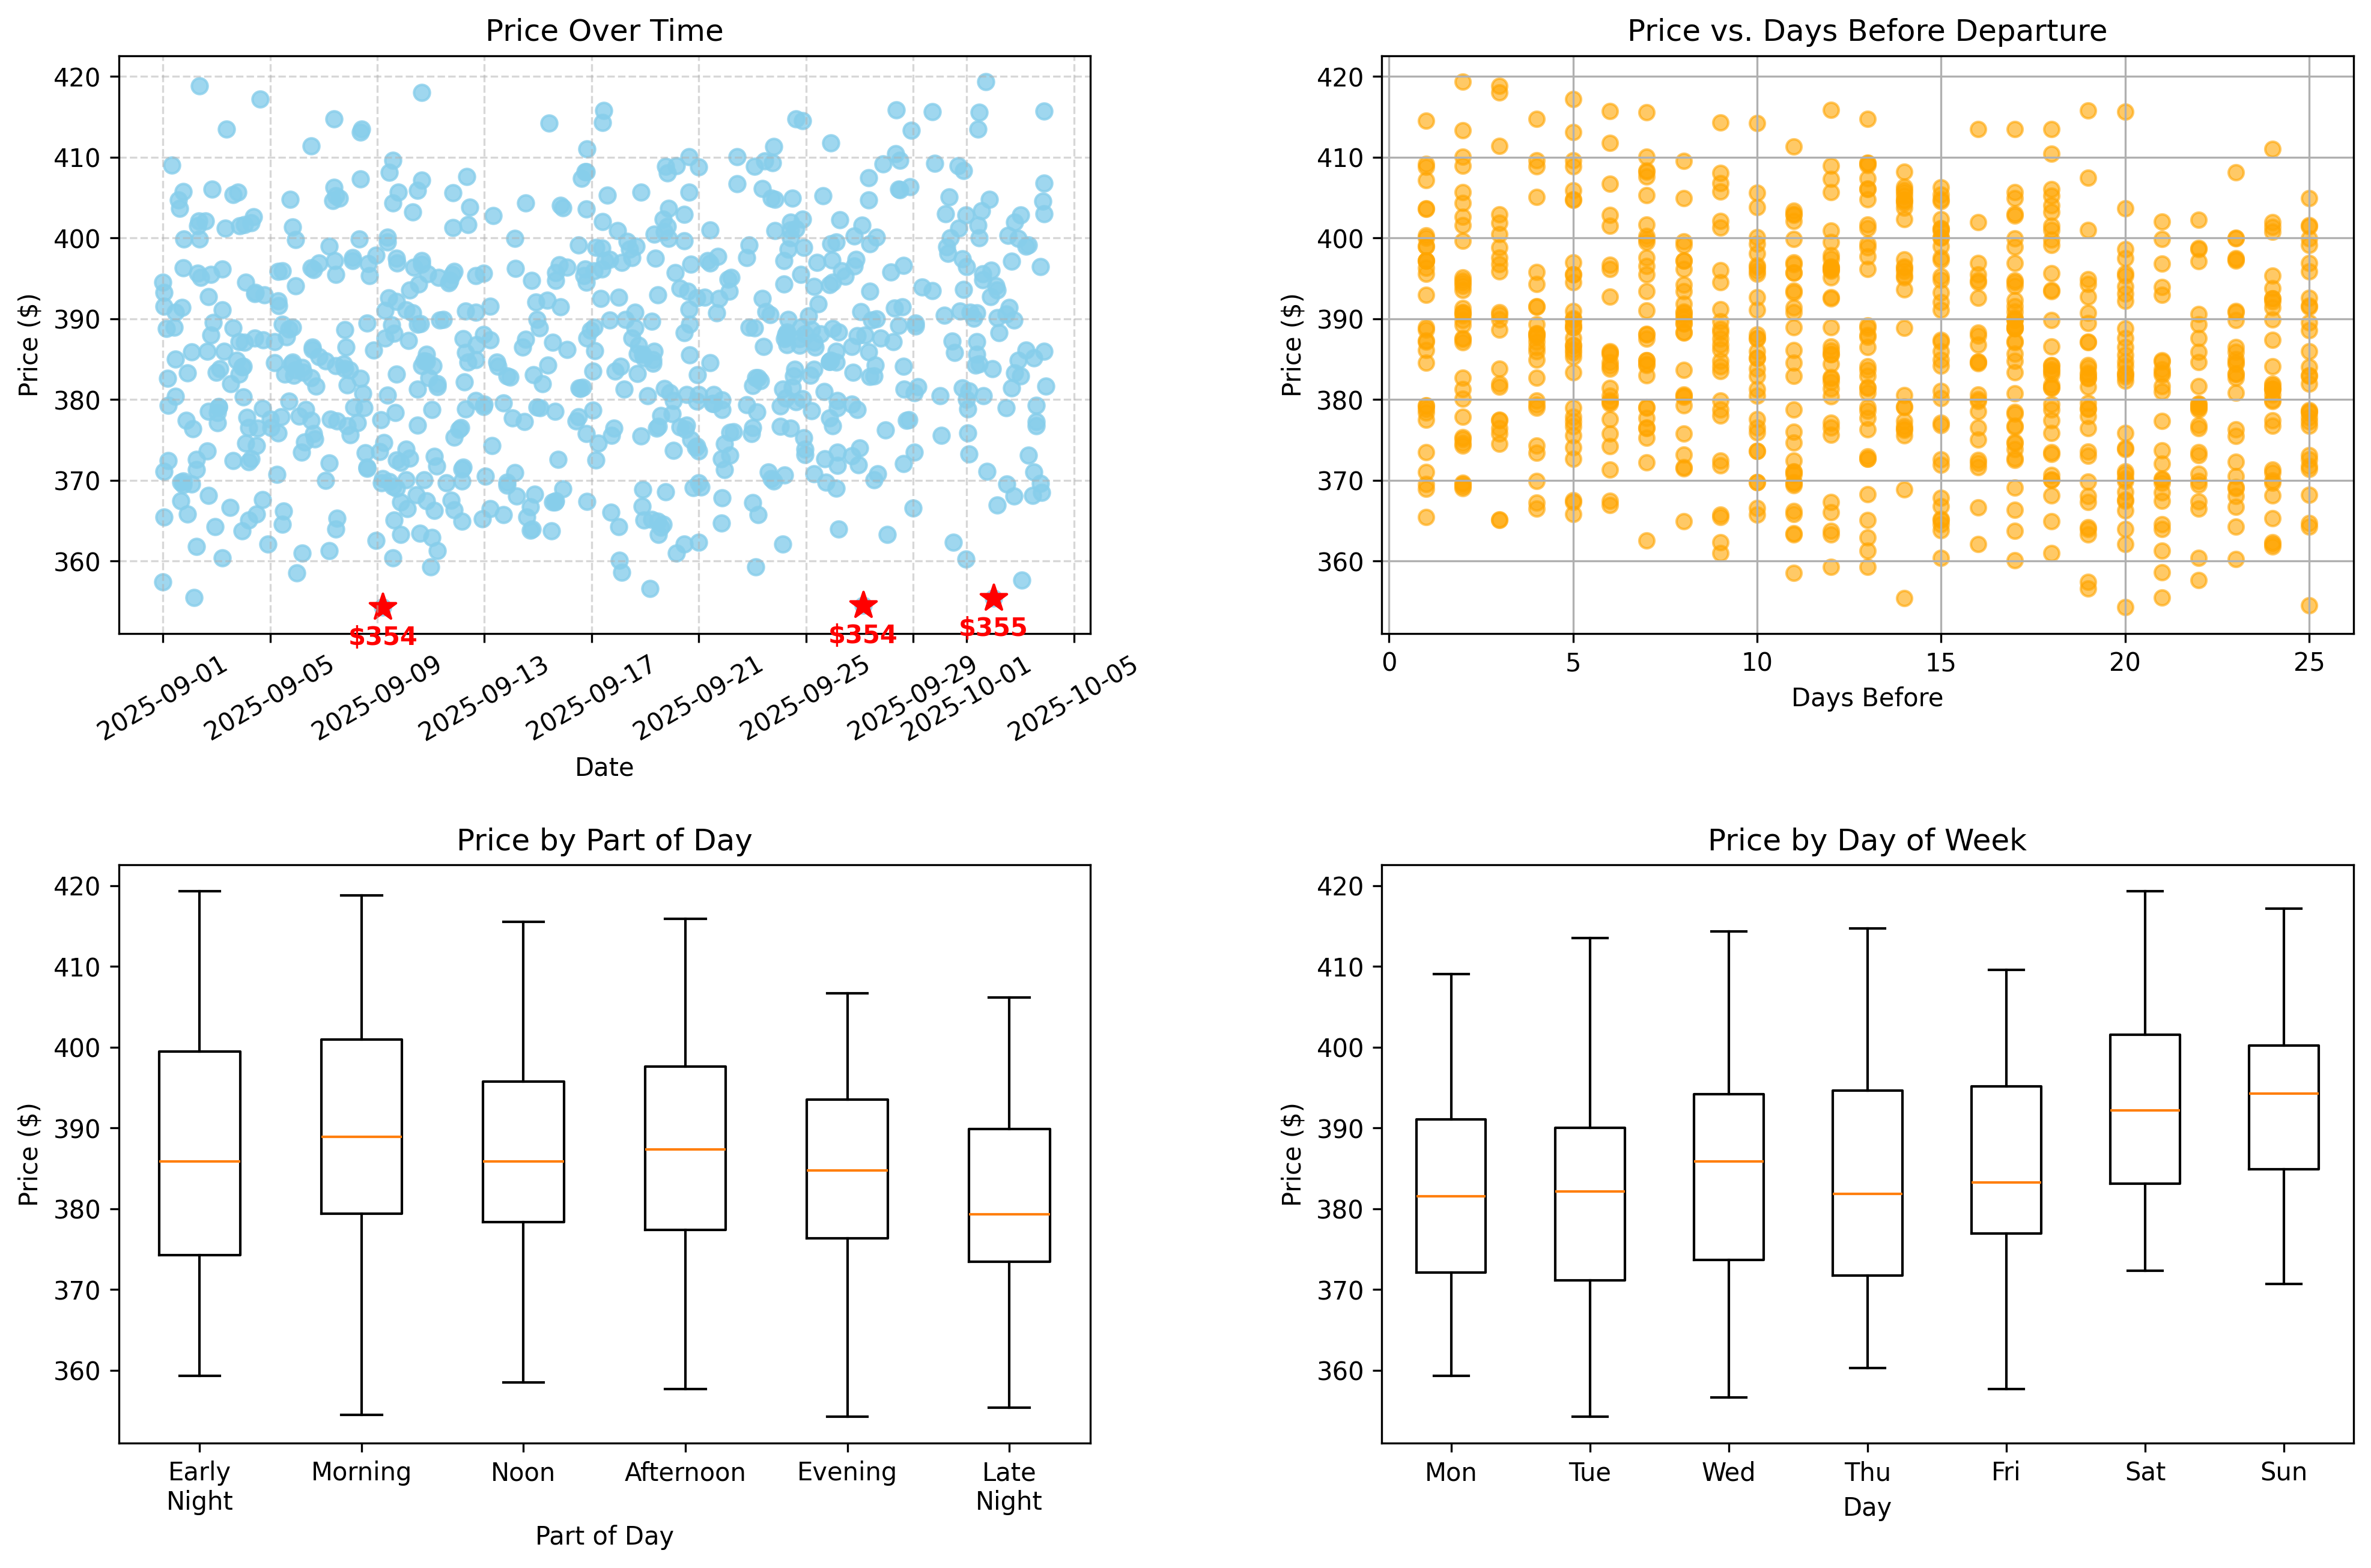 Price Over Time
Price ($)
420
410
400
390
380
370
360
$354
$354
$355
2025-09-01
2025-09-05
2025-09-09
2025-09-13
2025-09-17
2025-09-21
2025-09-25
2025-09-29
2025-10-01
2025-10-05
Date
Price vs. Days Before Departure
Price ($)
420
410
400
390
380
370
360
0
5
10
15
20
25
Days Before
Price by Part of Day
Price ($)
420
410
400
390
380
370
360
Early
Night
Morning
Noon
Afternoon
Evening
Late
Night
Part of Day
Price by Day of Week
Price ($)
420
410
400
390
380
370
360
Mon
Tue
Wed
Thu
Fri
Sat
Sun
Day